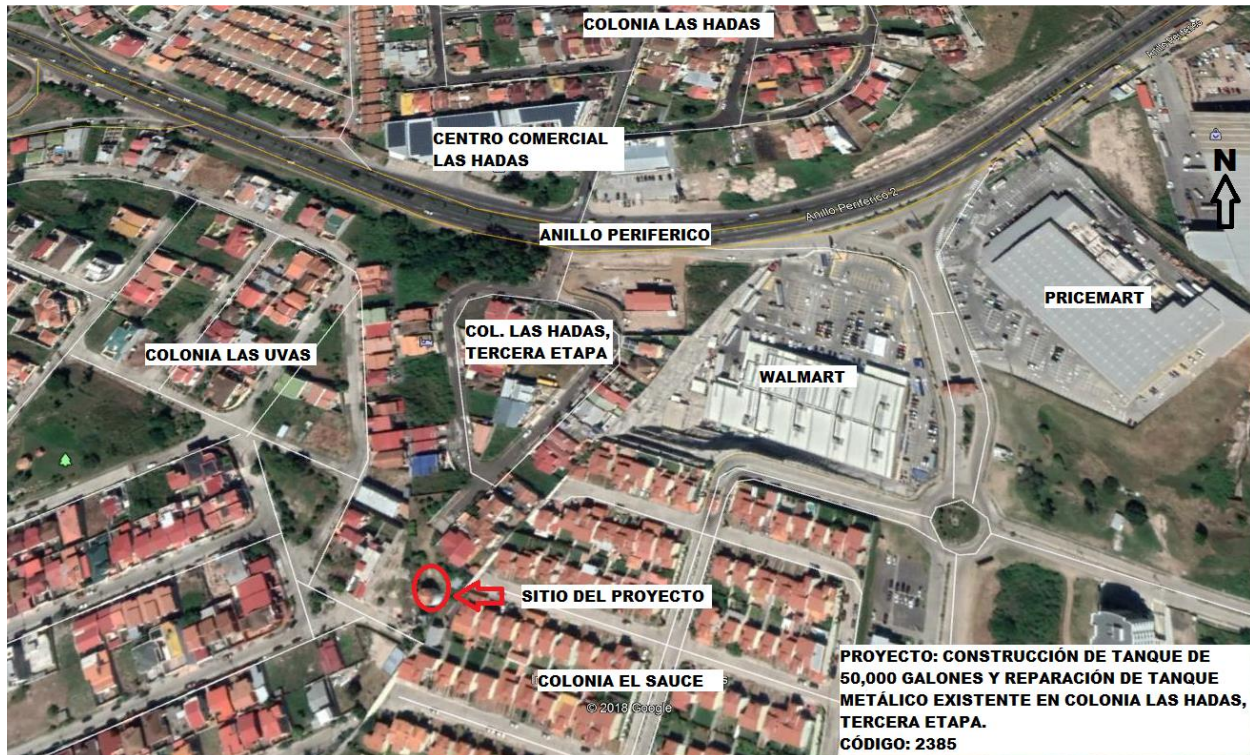 COLONIA LAS HADAS
CENTRO COMERCIAL
LAS HADAS
N
Anillo Periferico 2
ANILLO PERIFERICO
PRICEMART
COL. LAS HADAS,
TERCERA ETAPA
COLONIA LAS UVAS
WALMART
SITIO DEL PROYECTO
COLONIA EL SAUCE
© 2018 Google
PROYECTO: CONSTRUCCIÓN DE TANQUE DE
50,000 GALONES Y REPARACIÓN DE TANQUE
METÁLICO EXISTENTE EN COLONIA LAS HADAS,
TERCERA ETAPA.
CÓDIGO: 2385